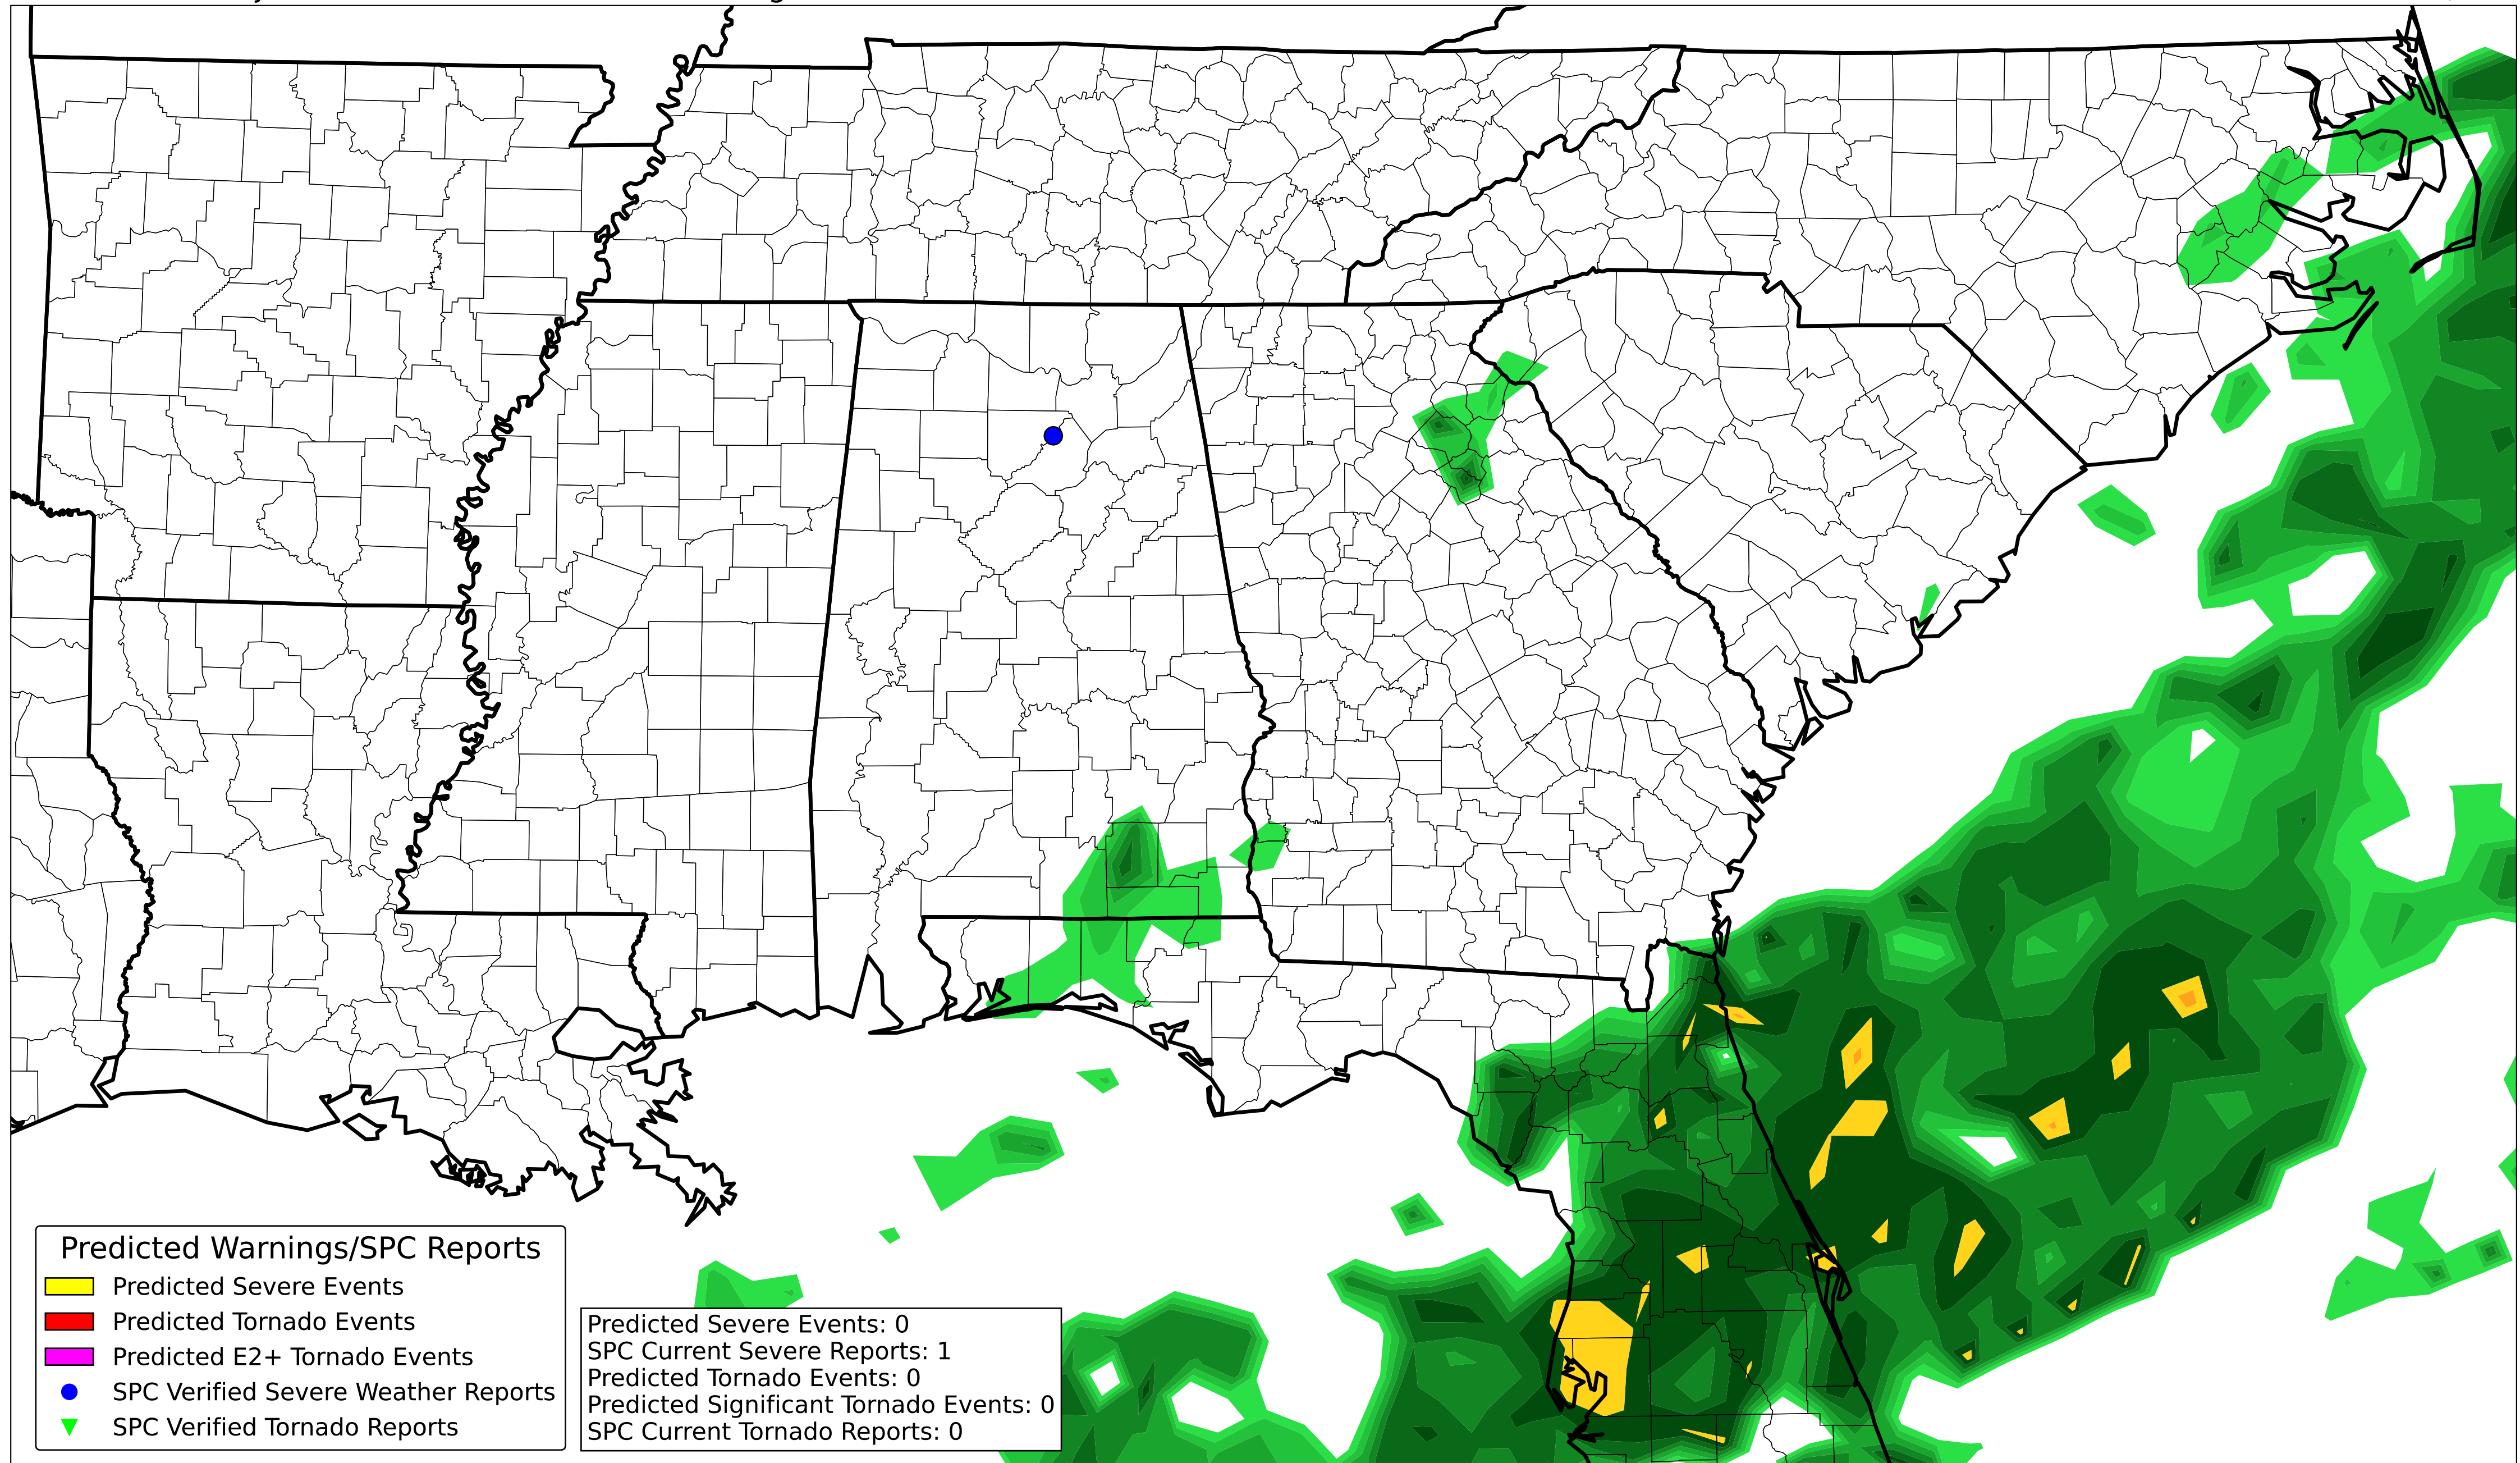 Predicted Warnings/SPC Reports
Predicted Severe Events
Predicted Tornado Events
Predicted E2+ Tornado Events
SPC Verified Severe Weather Reports
SPC Verified Tornado Reports
Predicted Severe Events: 0
SPC Current Severe Reports: 1
Predicted Tornado Events: 0
Predicted Significant Tornado Events: 0
SPC Current Tornado Reports: 0